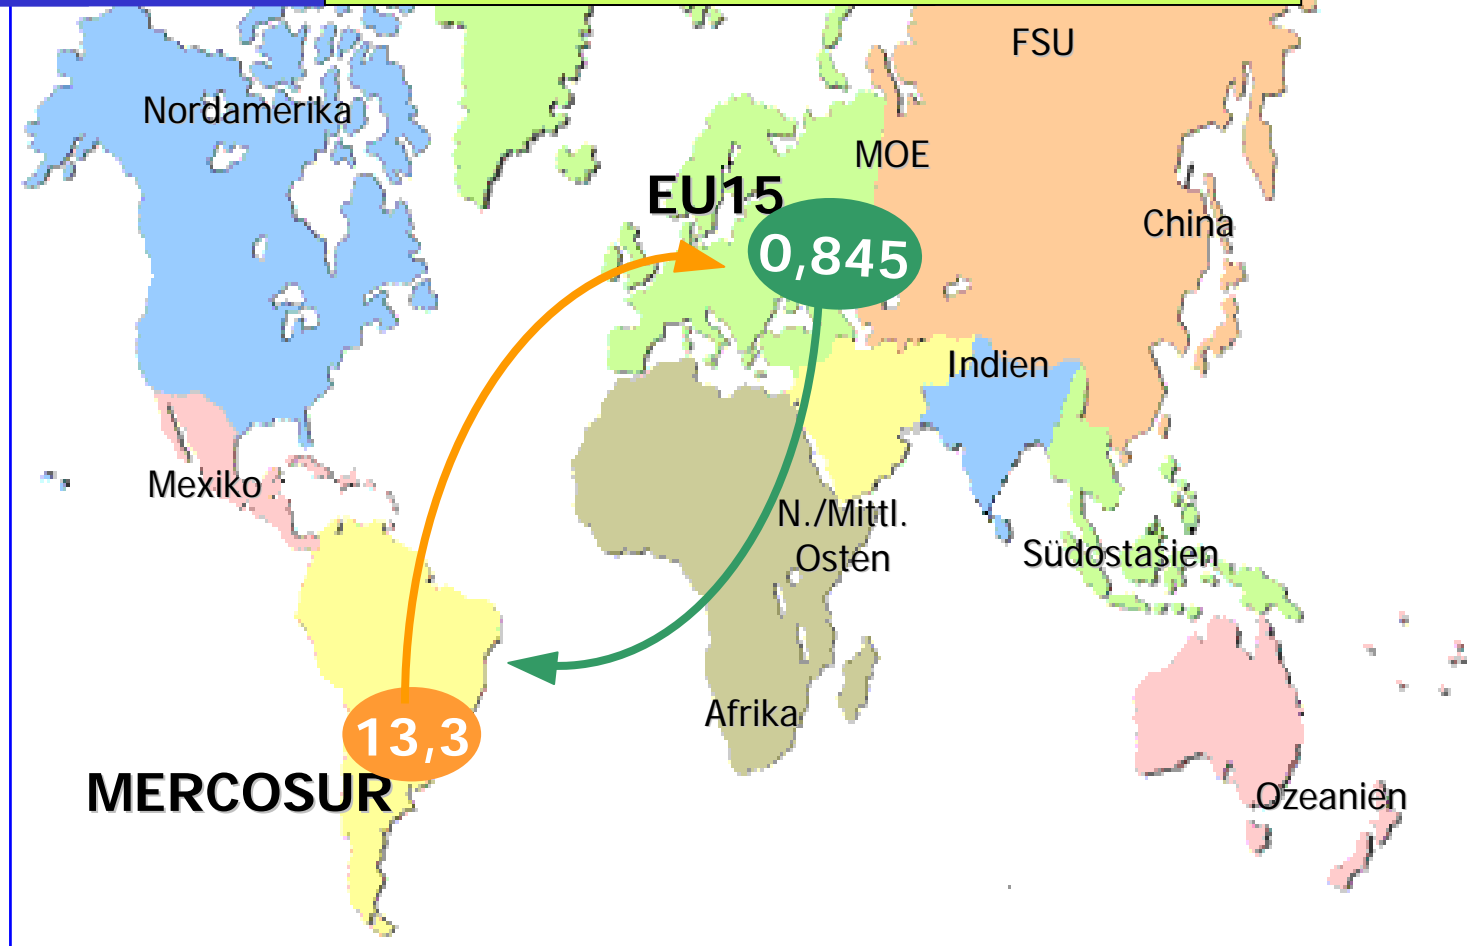 FSU
Nordamerika
MOE
EU15
China
0,845
Indien
Mexiko
N./Mittl.
Osten
Südostasien
Afrika
13,3
MERCOSUR
Ozeanien